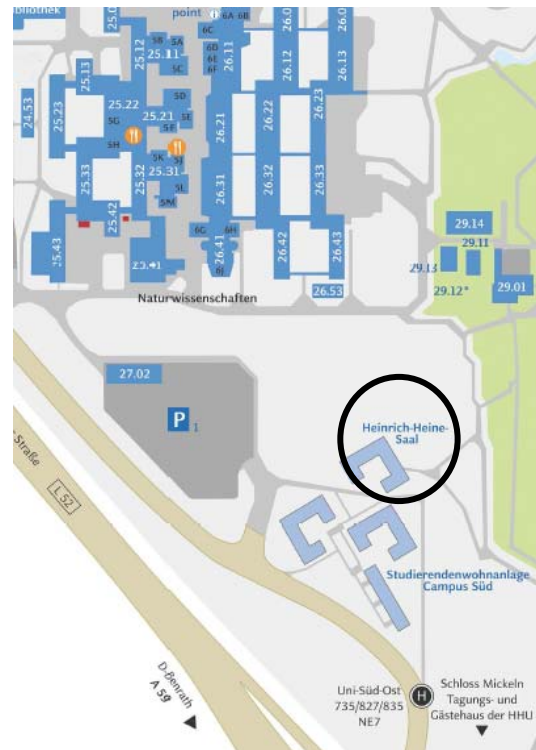 point i 6A 6B
25.12
5B 5A
25.11
5C
6C
6D
6E
6F
26.11
26.12
26.13
25.13
24.53
25.23
25.22
5G
5H
25.21
5D
5E
5F
26.21
26.22
26.23
25.33
25.32
5K 5J
25.31
5L
5M
26.31
26.32
26.33
25.43
25.42
6G 6H
26.41
6J
26.42
26.43
26.53
29.14
29.11
29.13
29.12*
29.01
Naturwissenschaften
27.02
P 1
Heinrich-Heine-
Saal
Straße
L 52
Studierendenwohnanlage
Campus Süd
D-Benrath
A 59
Uni-Süd-Ost
735/827/835
NE7
H
Schloss Mickeln
Tagungs- und
Gästehaus der HHU